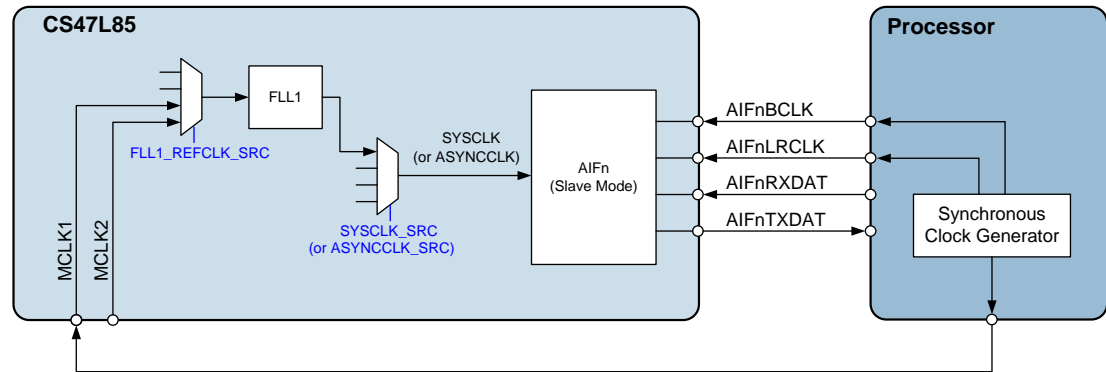 CS47L85
Processor
FLL1
FLL1_REFCLK_SRC
SYSCLK
(or ASYNCCLK)
SYSCLK_SRC
(or ASYNCCLK_SRC)
AIFn
(Slave Mode)
AIFnBCLK
AIFnLRCLK
AIFnRXDAT
AIFnTXDAT
Synchronous
Clock Generator
MCLK1
MCLK2